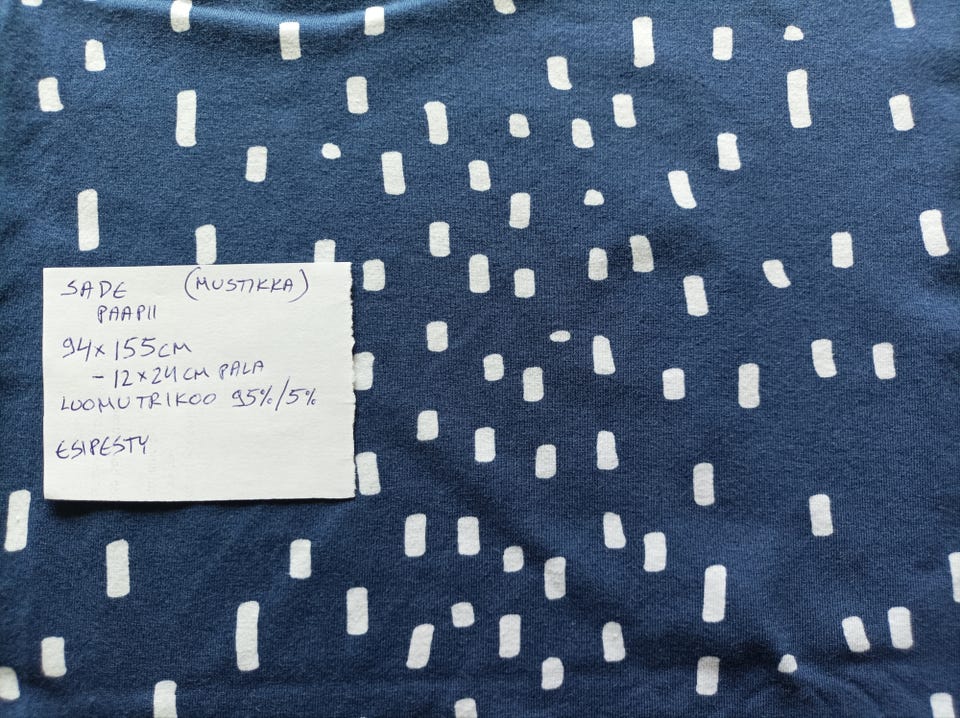 SADE (MUSTIKKA)
PAAPII
94x155CM
- 12x24CM PALA
LUOMUTRIKOO 95%/5%
ESIPESTY